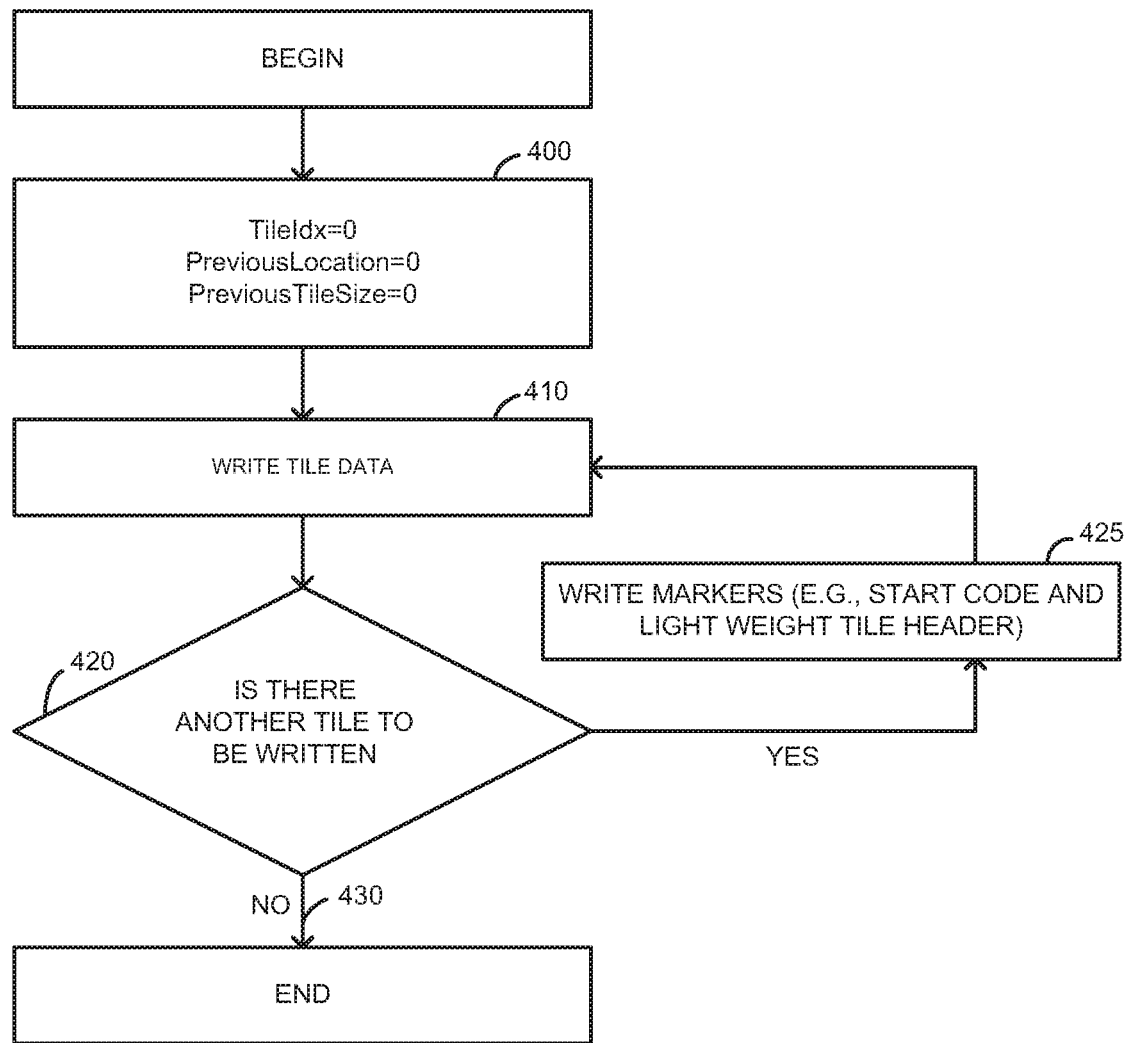 BEGIN
400
TileIdx=0
PreviousLocation=0
PreviousTileSize=0
410
WRITE TILE DATA
425
WRITE MARKERS (E.G., START CODE AND
LIGHT WEIGHT TILE HEADER)
420
IS THERE
ANOTHER TILE TO
BE WRITTEN
YES
NO
430
END